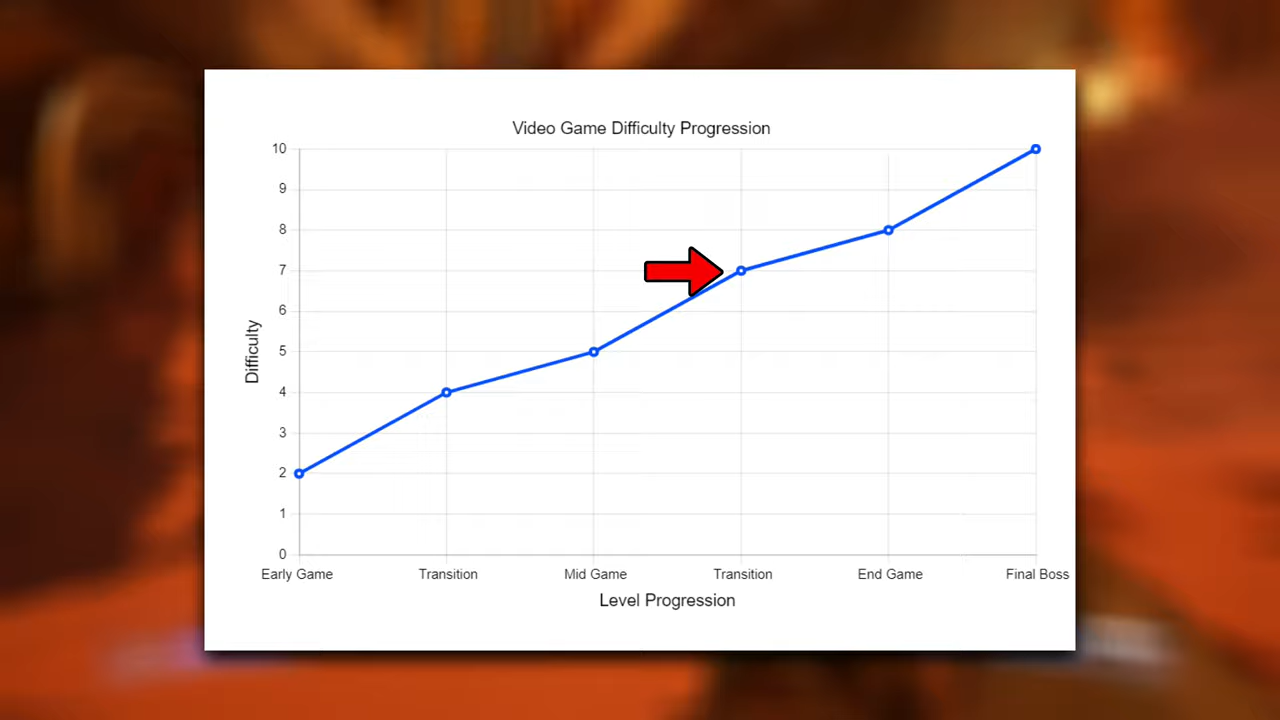 Video Game Difficulty Progression
10
9
8
7
6
5
4
3
2
1
0
Difficulty
Early Game
Transition
Mid Game
Transition
End Game
Final Boss
Level Progression